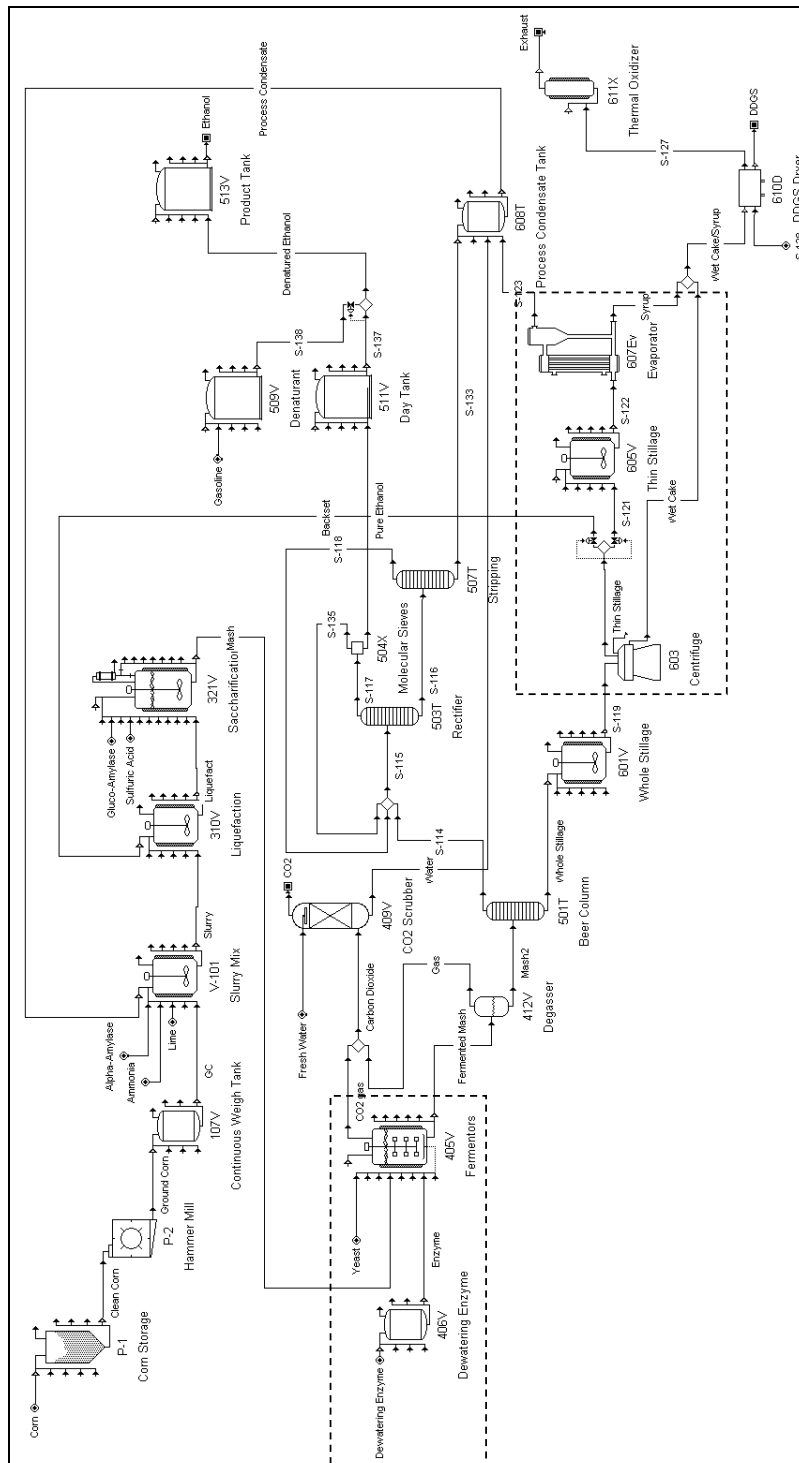 Corn
P-1
Corn Storage
Clean Corn
P-2
Hammer Mill
Ground Corn
107V
Continuous Weigh Tank
GC
Alpha-Amylase
Ammonia
Lime
V-101
Slurry Mix
Slurry
310V
Liquefaction
Liquefact
Gluco-Amylase
Sulfuric Acid
321V
Saccharification
Mash
Process Condensate
Dewatering Enzyme
406V
Dewatering Enzyme
Enzyme
Yeast
405V
Fermentors
CO2 gas
Fermented Mash
Carbon Dioxide
Fresh Water
CO2
409V
CO2 Scrubber
Water
Gas
412V
Degasser
Mash2
501T
Beer Column
S-114
Whole Stillage
S-115
503T
Rectifier
S-116
S-117
504X
Molecular Sieves
S-135
S-118
507T
Stripping
Backset
Pure Ethanol
S-133
Gasoline
509V
Denaturant
S-138
511V
Day Tank
S-137
Denatured Ethanol
513V
Product Tank
Ethanol
608T
Process Condensate Tank
601V
Whole Stillage
S-119
603
Centrifuge
Thin Stillage
Wet Cake
S-121
605V
Thin Stillage
S-122
607Ev
Evaporator
Syrup
S-123
Wet Cake/Syrup
610D
DDGS Dryer
DDGS
S-127
611X
Thermal Oxidizer
Exhaust